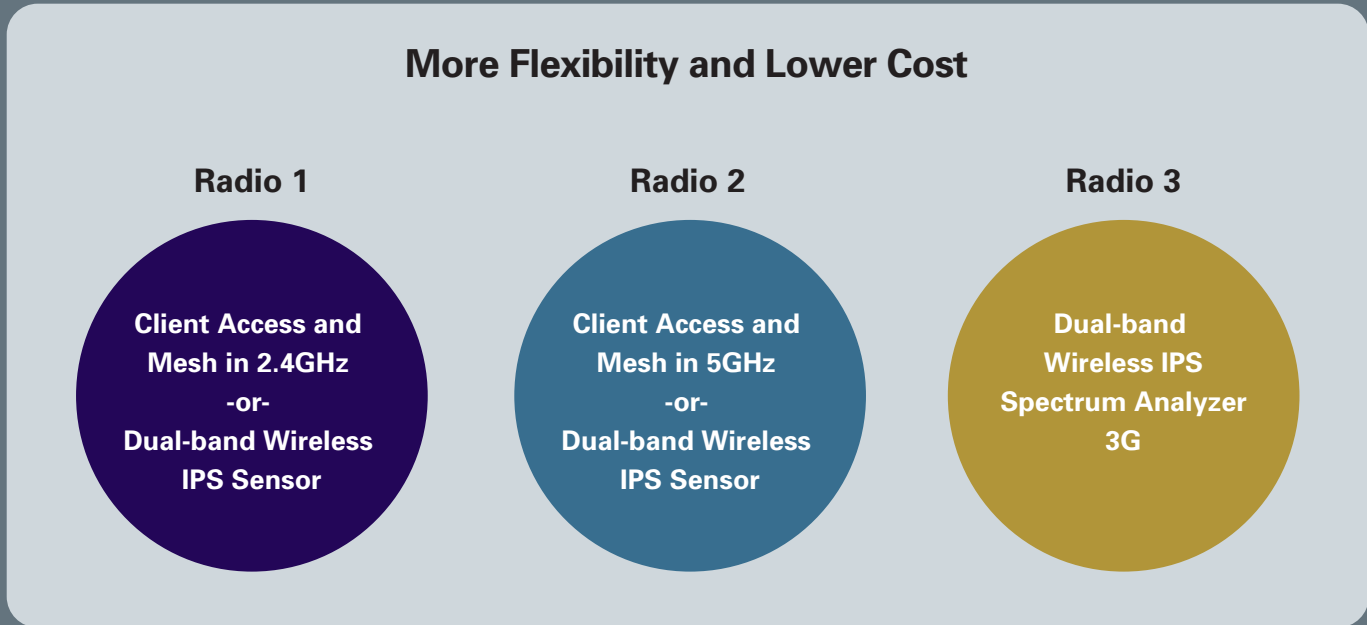 More Flexibility and Lower Cost
Radio 1
Client Access and
Mesh in 2.4GHz
-or-
Dual-band Wireless
IPS Sensor
Radio 2
Client Access and
Mesh in 5GHz
-or-
Dual-band Wireless
IPS Sensor
Radio 3
Dual-band
Wireless IPS
Spectrum Analyzer
3G